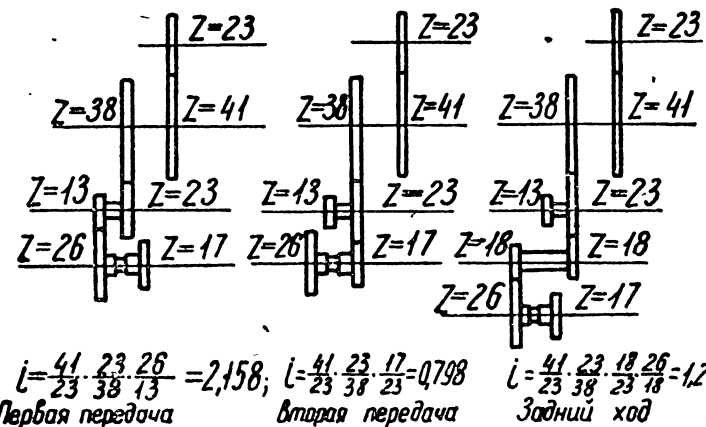 Z=23 Z=23 Z=23
Z=38 Z=41 Z=38 Z=41 Z=38 Z=41
Z=13 Z=23 Z=13 Z=23 Z=13 Z=23
Z=26 Z=17 Z=26 Z=17 Z=18 Z=18
Z=26 Z=17
i=41/23·23/38·26/13=2,158; i=41/23·23/38·17/23=0,798 i=41/23·23/38·18/23·26/18=1,2
Первая передача Вторая передача Задний ход